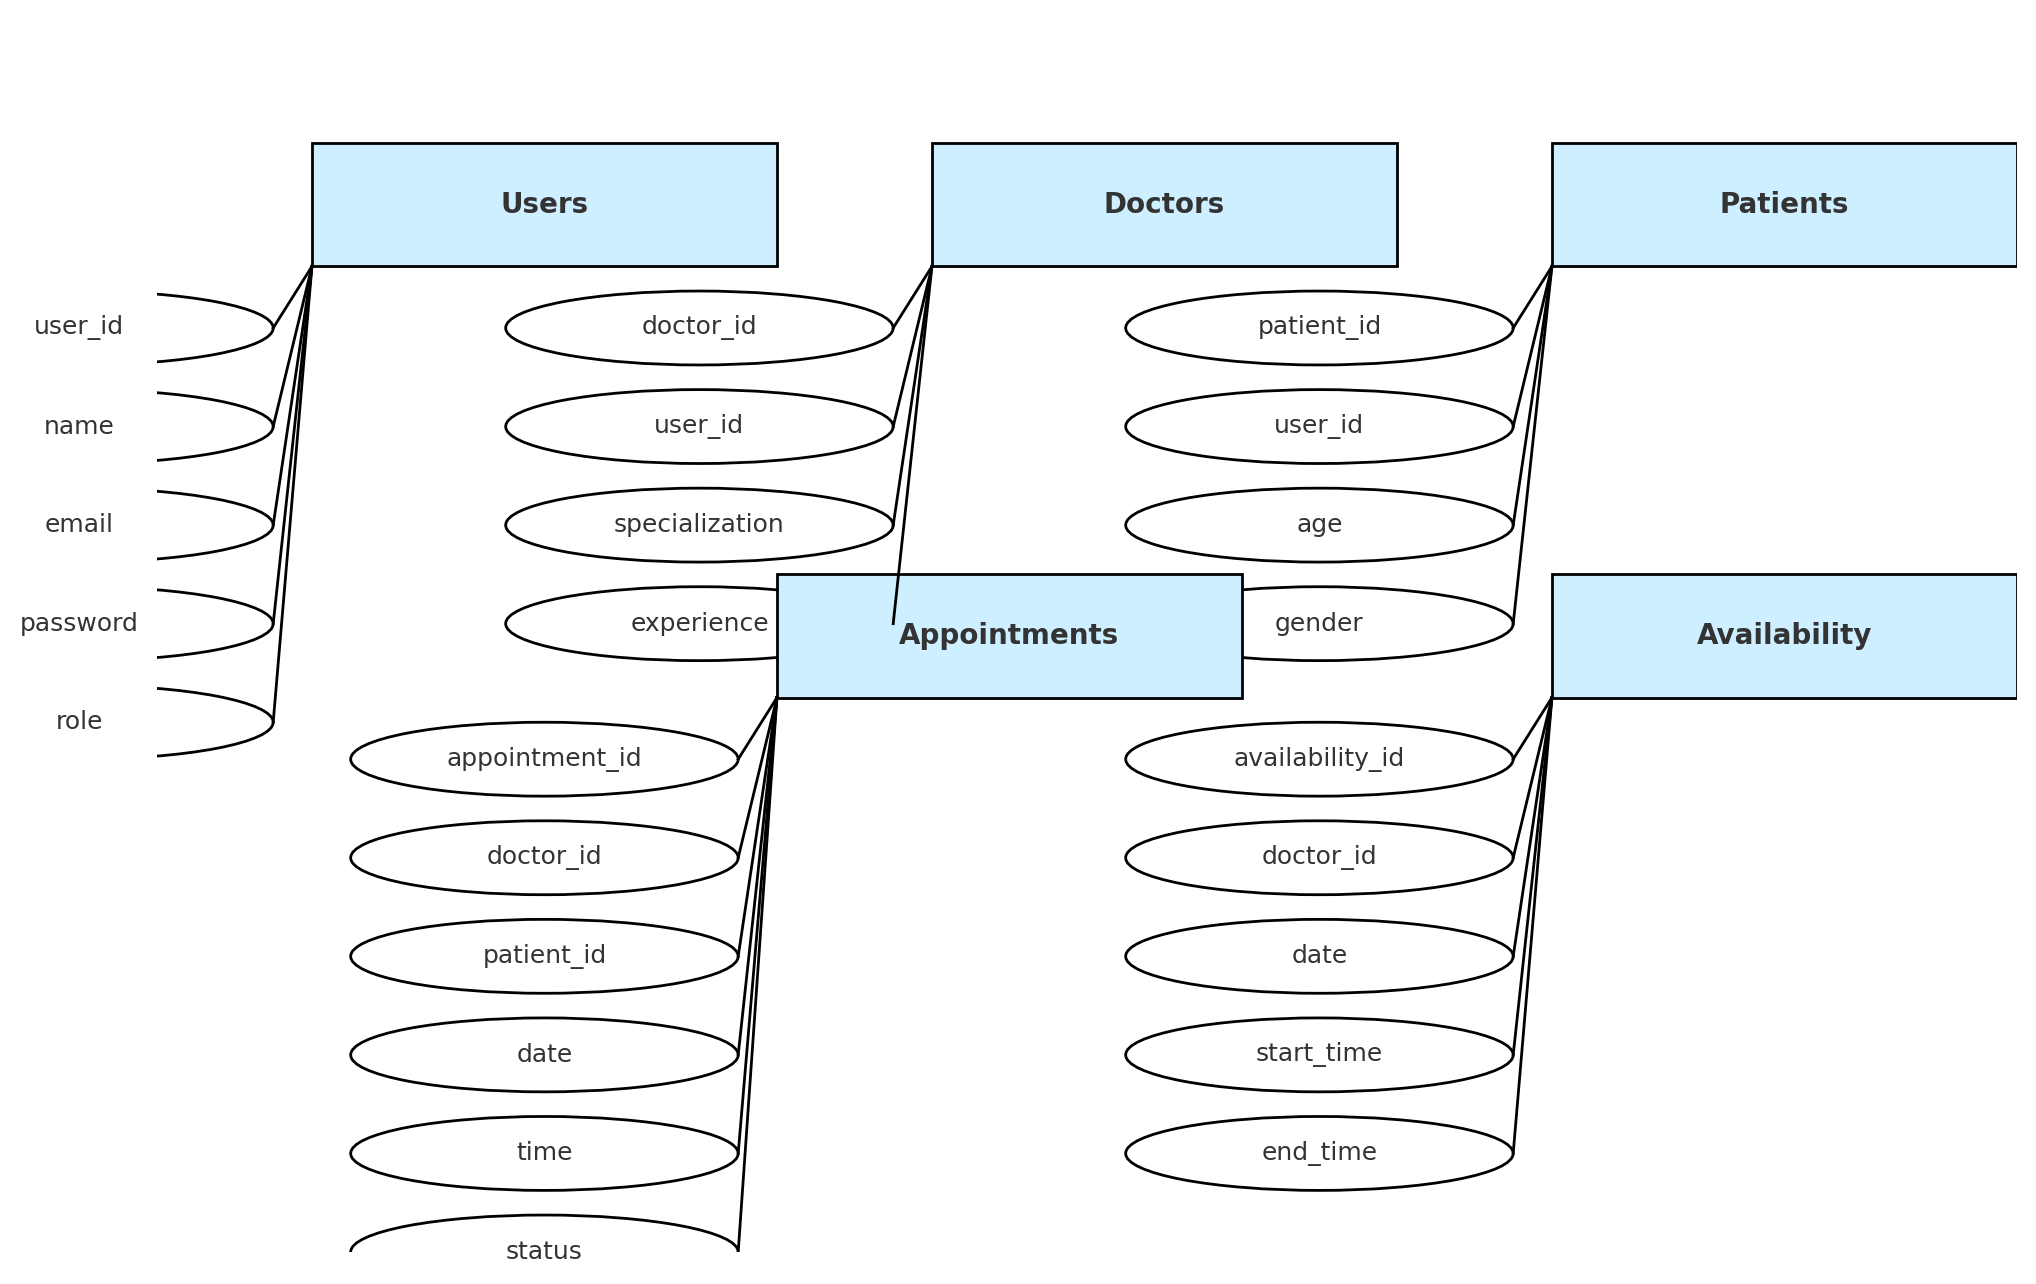 Users
Doctors
Patients
user_id
name
email
password
role
doctor_id
user_id
specialization
experience
patient_id
user_id
age
gender
Appointments
Availability
appointment_id
doctor_id
patient_id
date
time
status
availability_id
doctor_id
date
start_time
end_time